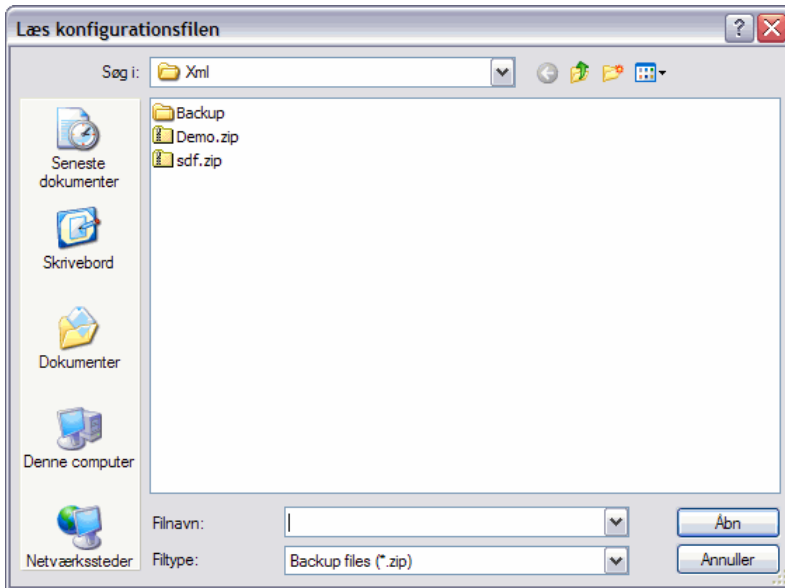 Læs konfigurationsfilen
Søg i:
Xml
Seneste
dokumenter
Skrivebord
Dokumenter
Denne computer
Netværkssteder
Backup
Demo.zip
sdf.zip
Filnavn:
Åbn
Filtype:
Backup files (*.zip)
Annuller